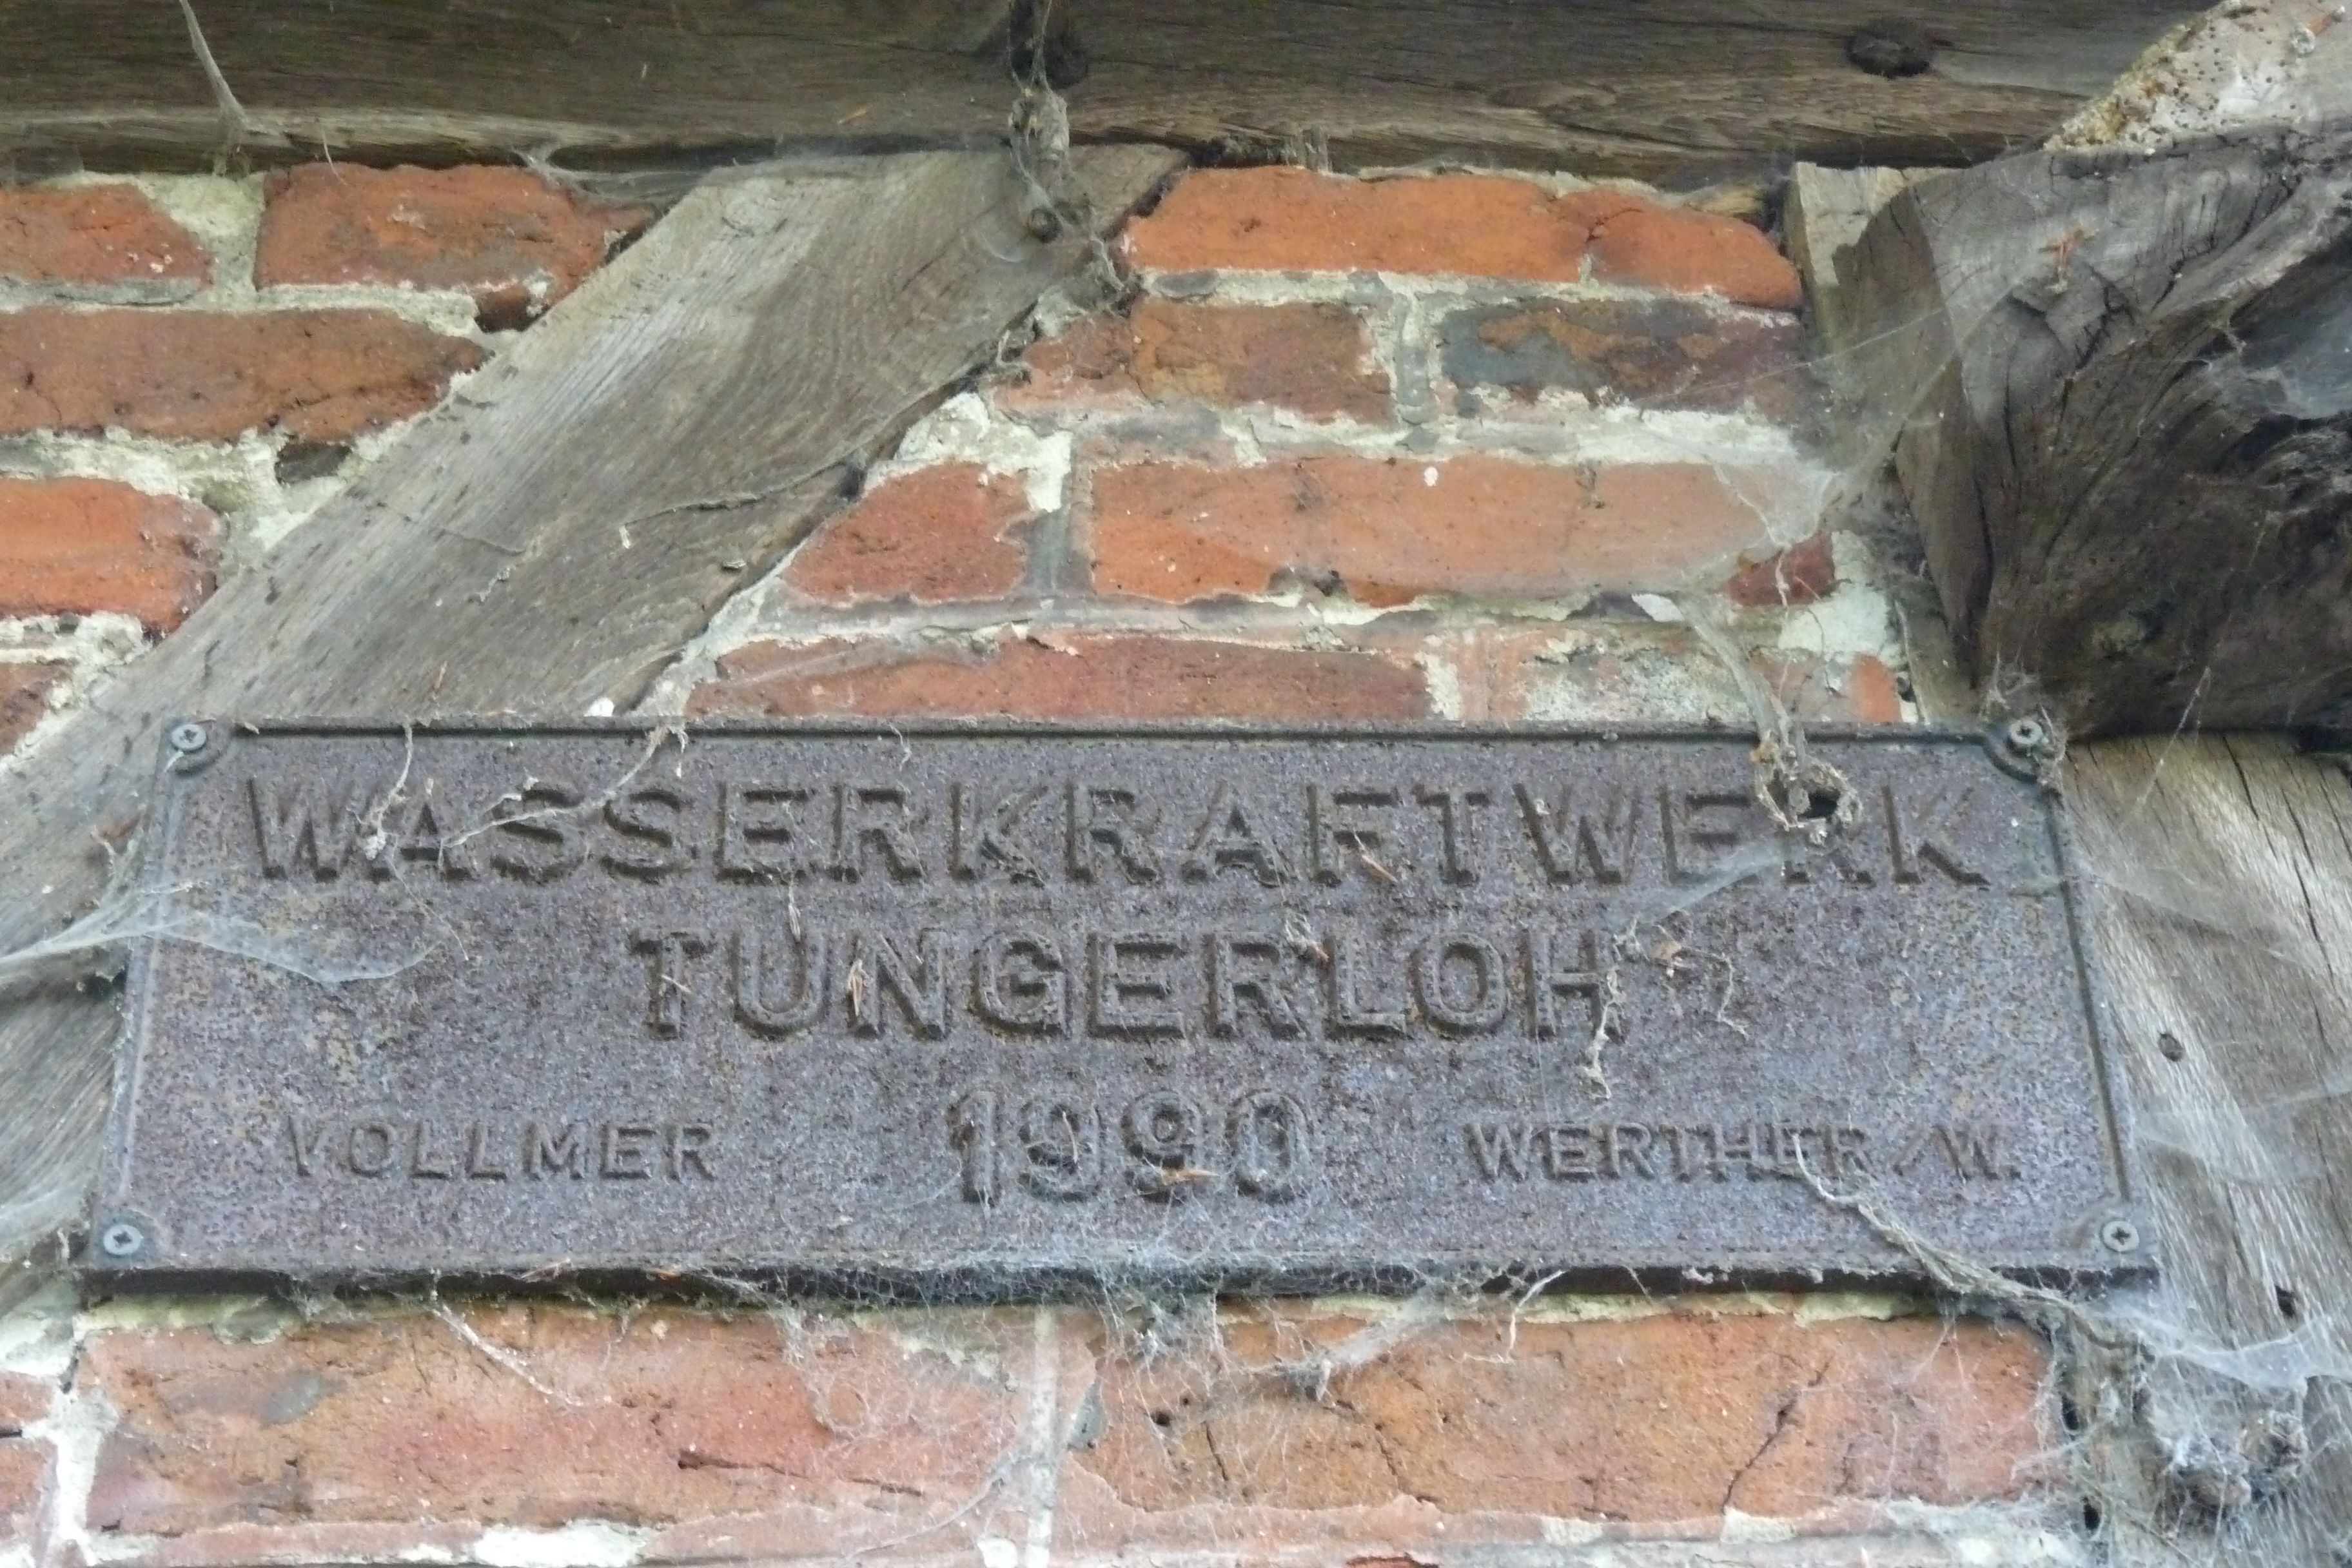 WASSERKRAFTWERK
TUNGERLOH
VOLLMER 1990 WERTHER/W.